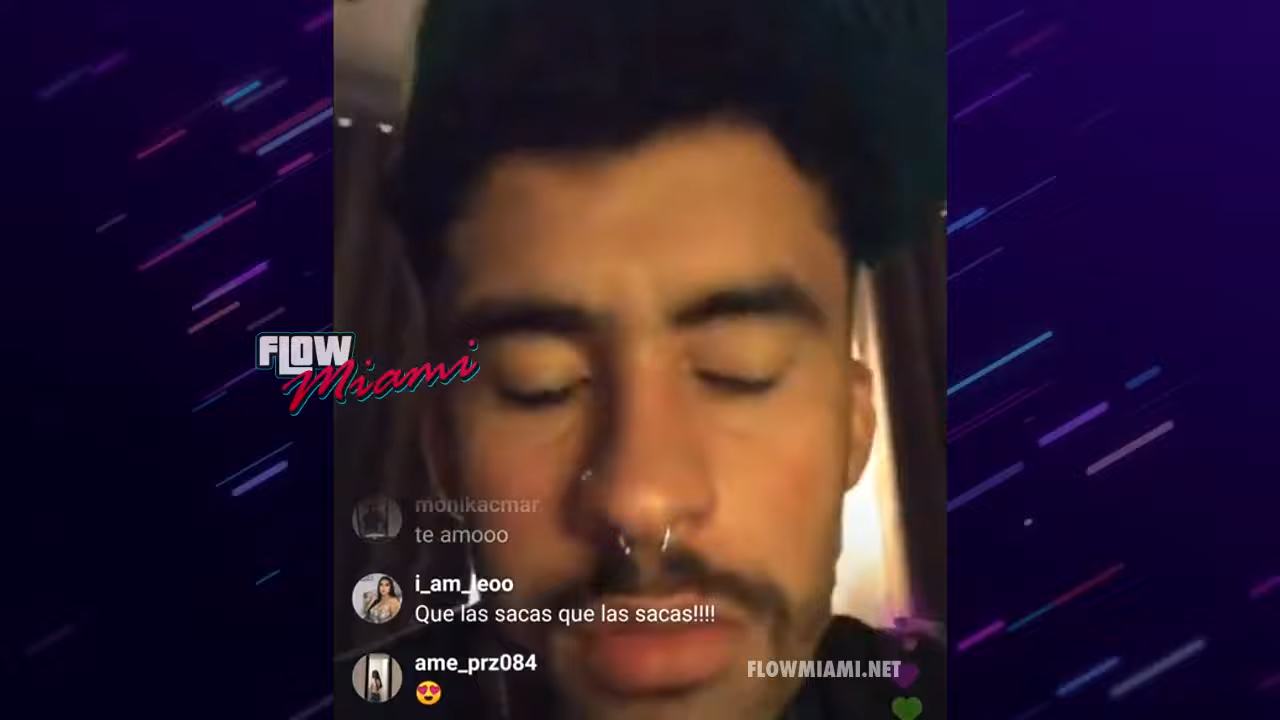 FLOW
Miami
monikacmar
te amooo
i_am_leoo
Que las sacas que las sacas!!!!
ame_prz084
😍
FLOWMIAMI.NET